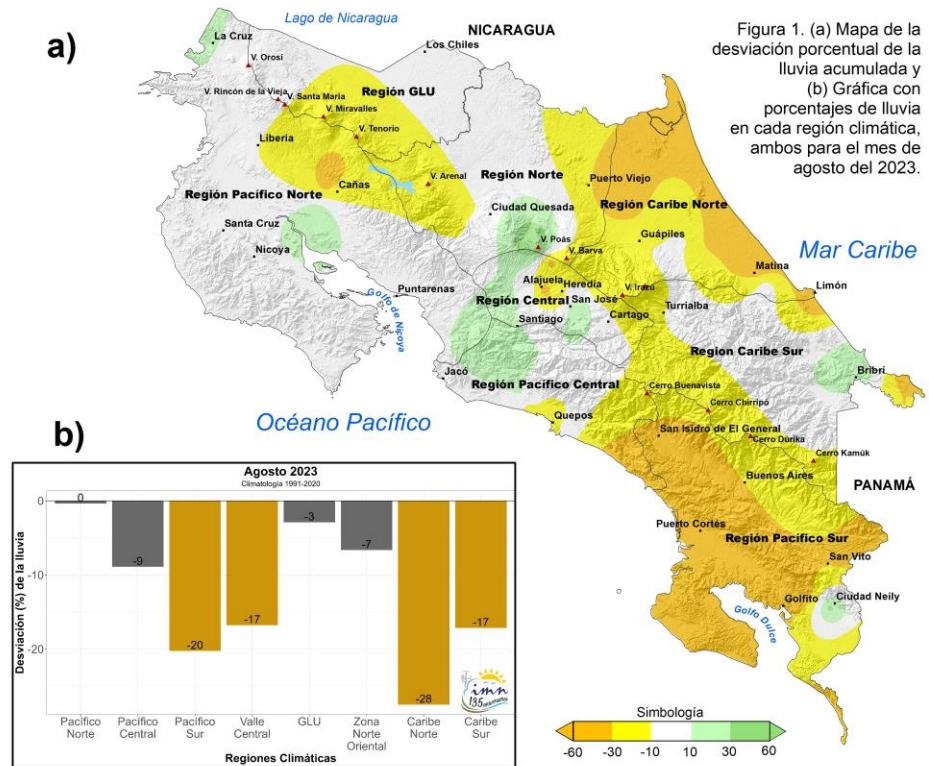 a)
Lago de Nicaragua
NICARAGUA
Figura 1. (a) Mapa de la
desviación porcentual de la
lluvia acumulada y
(b) Gráfica con
porcentajes de lluvia
en cada región climática,
ambos para el mes de
agosto del 2023.
La Cruz
Los Chiles
V. Orosi
Región GLU
V. Rincón de la Vieja
V. Santa Maria
V. Miravalles
V. Tenorio
Liberia
V. Arenal
Región Norte
Puerto Viejo
Cañas
Región Pacífico Norte
Región Caribe Norte
Ciudad Quesada
Santa Cruz
Nicoya
Guápiles
Mar Caribe
V. Poás
V. Barva
Matina
Alajuela
Heredia
V. Irazú
Limón
Puntarenas
Golfo de Nicoya
Región Central
San José
Turrialba
Santiago
Cartago
Region Caribe Sur
Bribrí
Jacó
Región Pacífico Central
Cerro Buenavista
Cerro Chirripó
Océano Pacífico
Quepos
San Isidro de El General
Cerro Durika
Cerro Kamúk
Buenos Aires
PANAMÁ
Puerto Cortés
Región Pacífico Sur
San Vito
Golfito
Golfo Dulce
Ciudad Neily
b)
Agosto 2023
Climatología 1991-2020
Desviación (%) de la lluvia
0
-10
-20
0
-9
-20
-17
-3
-7
-28
-17
imn
135 aniversario
Pacífico
Norte
Pacífico
Central
Pacífico
Sur
Valle
Central
GLU
Zona
Norte
Oriental
Caribe
Norte
Caribe
Sur
Regiones Climáticas
Simbología
-60 -30 -10 10 30 60